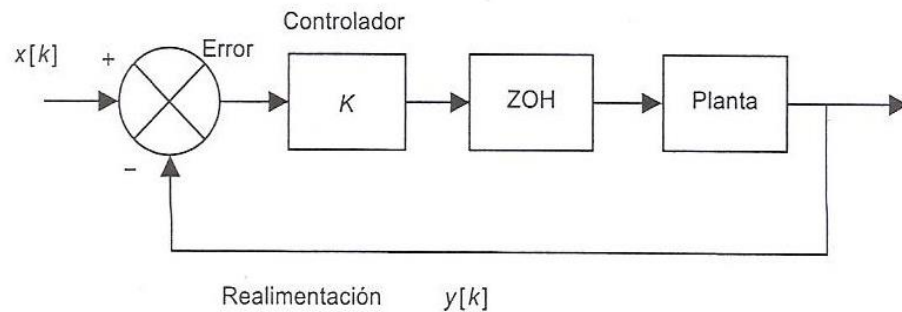 Controlador
x[k]
+
Error
K
ZOH
Planta
−
Realimentación y[k]